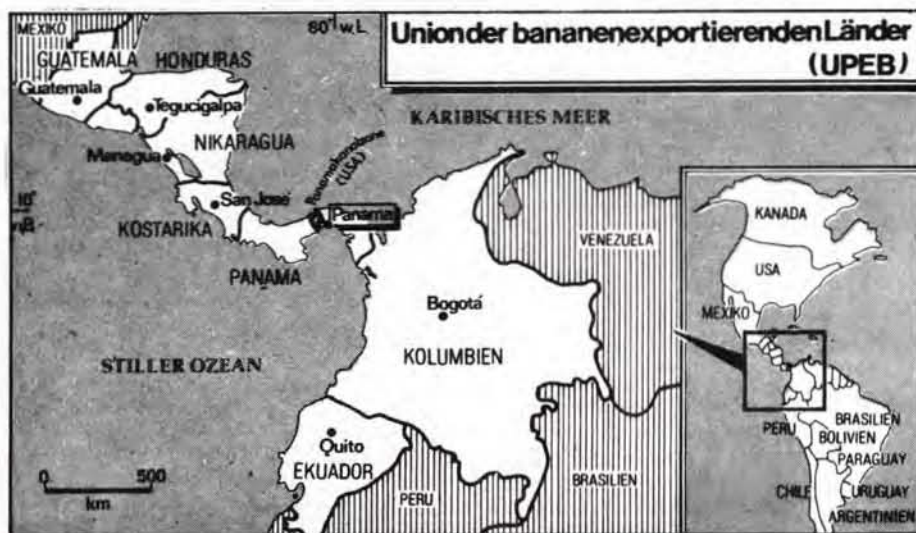 Union der bananenexportierenden Länder
(UPEB)
MEXIKO
80° w. L.
GUATEMALA
HONDURAS
Guatemala
Tegucigalpa
KARIBISCHES MEER
NIKARAGUA
Managua
Panamakanalzone
(USA)
10°
n.B.
San José
Panama
KOSTARIKA
VENEZUELA
PANAMA
Bogotá
STILLER OZEAN
KOLUMBIEN
Quito
EKUADOR
0 500
km
PERU
BRASILIEN
KANADA
USA
MEXIKO
BRASILIEN
PERU
BOLIVIEN
PARAGUAY
CHILE
URUGUAY
ARGENTINIEN